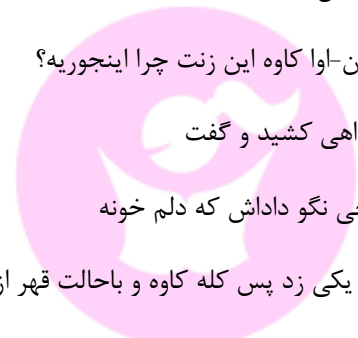 ن-اوا کاوه این زنت چرا اینجوریه؟
اهی کشید و گفت
ی نگو داداش که دلم خونه
یکی زد پس کله کاوه و باحالت قهر از